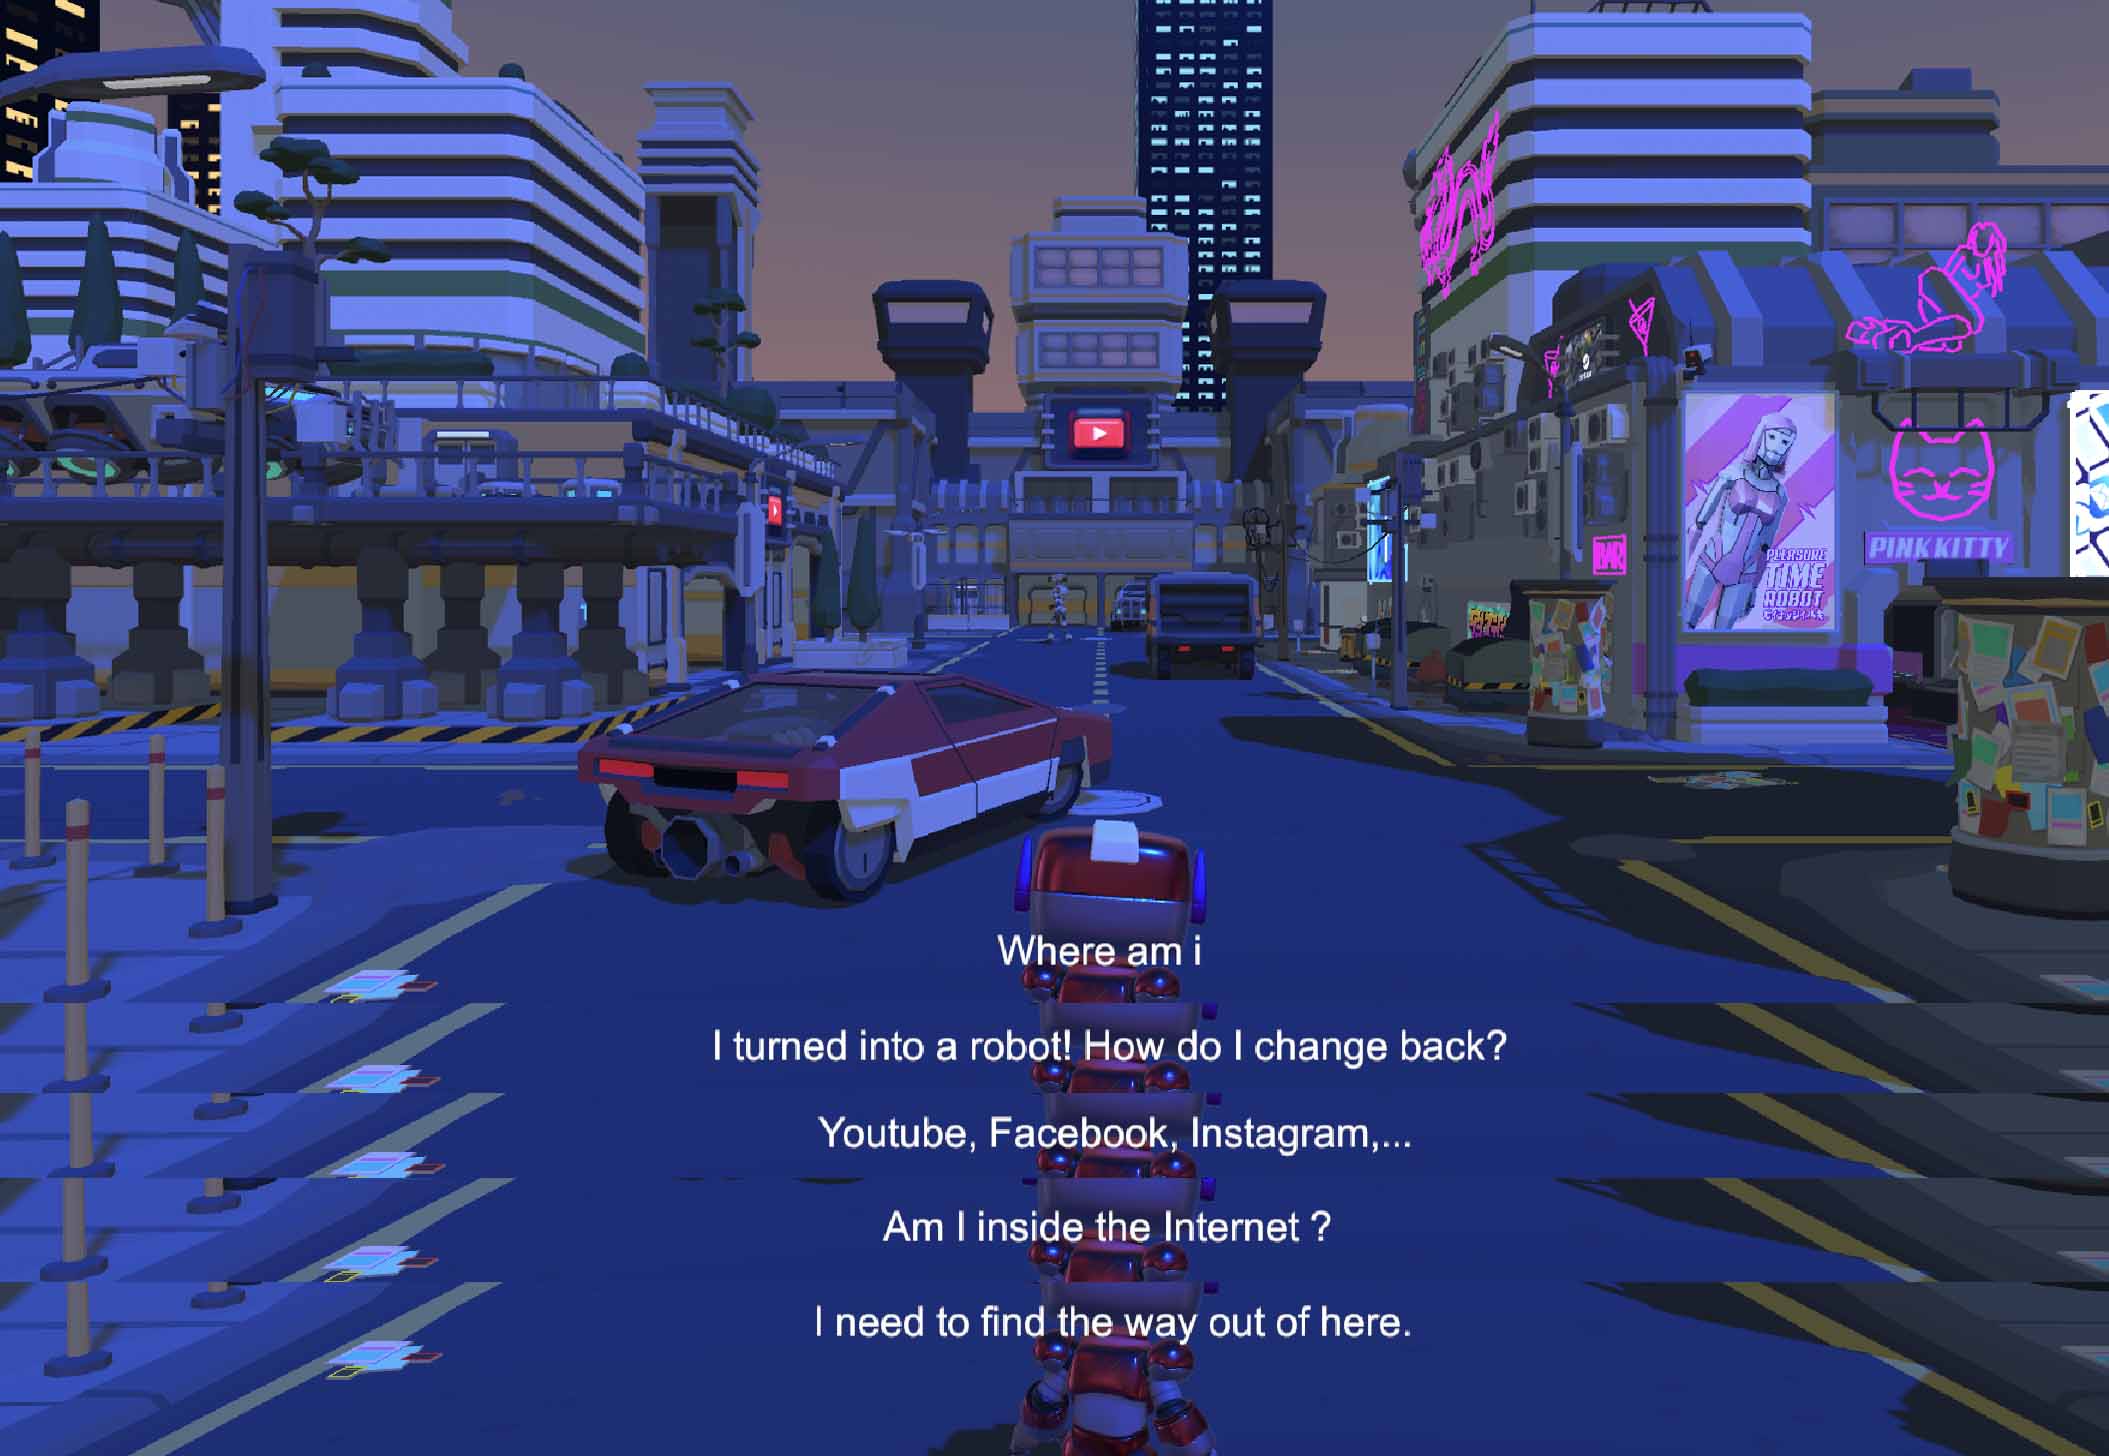 PLEASURE
TIME
ROBOT
PINK KITTY
BAR
Where am i
I turned into a robot! How do I change back?
Youtube, Facebook, Instagram,...
Am I inside the Internet ?
I need to find the way out of here.